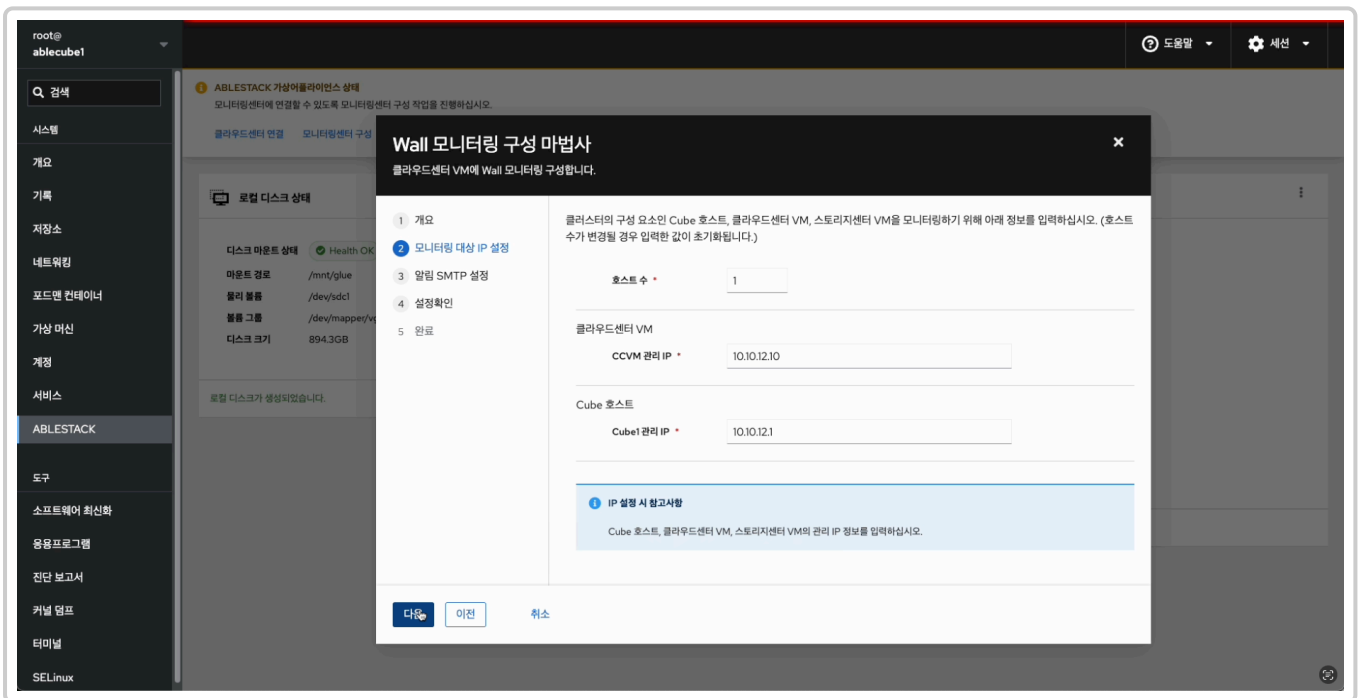 root@
ablecube1
도움말
세션
검색
시스템
개요
기록
저장소
네트워킹
포드맨 컨테이너
가상 머신
계정
서비스
ABLESTACK
도구
소프트웨어 최신화
응용프로그램
진단 보고서
커널 덤프
터미널
SELinux
ABLESTACK 가상어플라이언스 상태
모니터링센터에 연결할 수 있도록 모니터링센터 구성 작업을 진행하십시오.
클라우드센터 연결 모니터링센터 구성
로컬 디스크 상태
디스크 마운트 상태 Health OK
마운트 경로 /mnt/glue
물리 볼륨 /dev/sdc1
볼륨 그룹 /dev/mapper/vg
디스크 크기 894.3GB
로컬 디스크가 생성되었습니다.
Wall 모니터링 구성 마법사
클라우드센터 VM에 Wall 모니터링 구성합니다.
1 개요
2 모니터링 대상 IP 설정
3 알림 SMTP 설정
4 설정확인
5 완료
클러스터의 구성 요소인 Cube 호스트, 클라우드센터 VM, 스토리지센터 VM을 모니터링하기 위해 아래 정보를 입력하십시오. (호스트
수가 변경될 경우 입력한 값이 초기화됩니다.)
호스트 수 * 1
클라우드센터 VM
CCVM 관리 IP * 10.10.12.10
Cube 호스트
Cube1 관리 IP * 10.10.12.1
IP 설정 시 참고사항
Cube 호스트, 클라우드센터 VM, 스토리지센터 VM의 관리 IP 정보를 입력하십시오.
다음 이전 취소